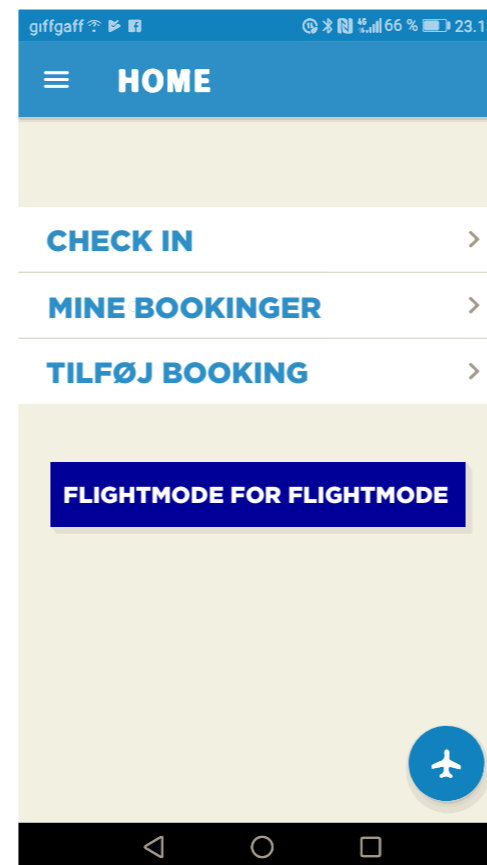 giffgaff 66 % 23.1
HOME
CHECK IN
MINE BOOKINGER
TILFØJ BOOKING
FLIGHTMODE FOR FLIGHTMODE